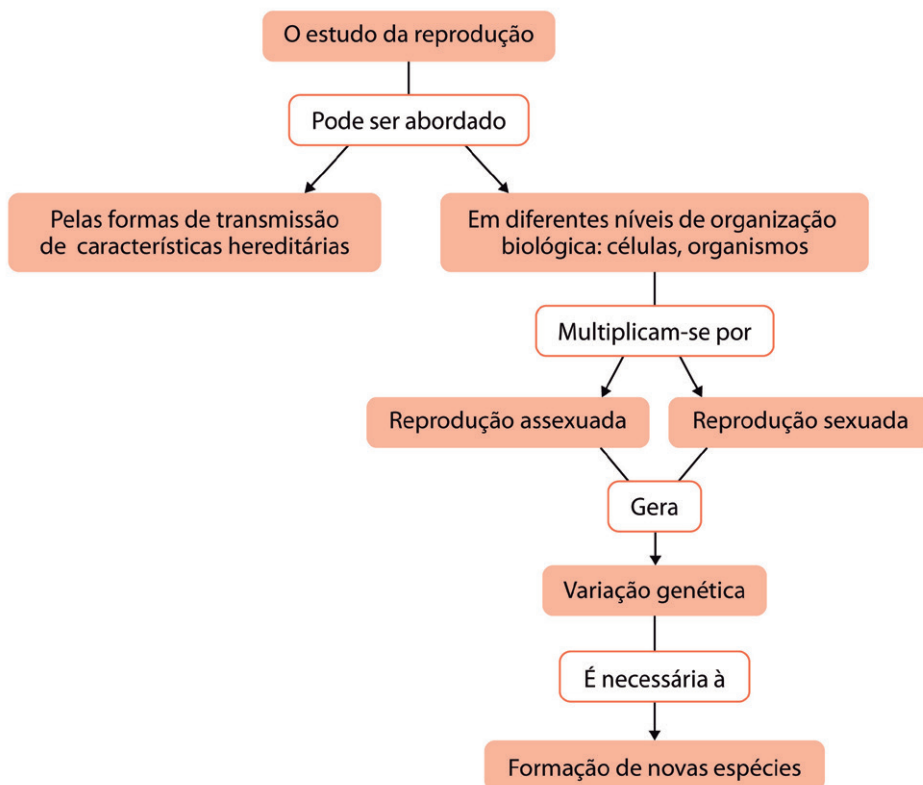 O estudo da reprodução
Pode ser abordado
Pelas formas de transmissão
de características hereditárias
Em diferentes níveis de organização
biológica: células, organismos
Multiplicam-se por
Reprodução assexuada
Reprodução sexuada
Gera
Variação genética
É necessária à
Formação de novas espécies